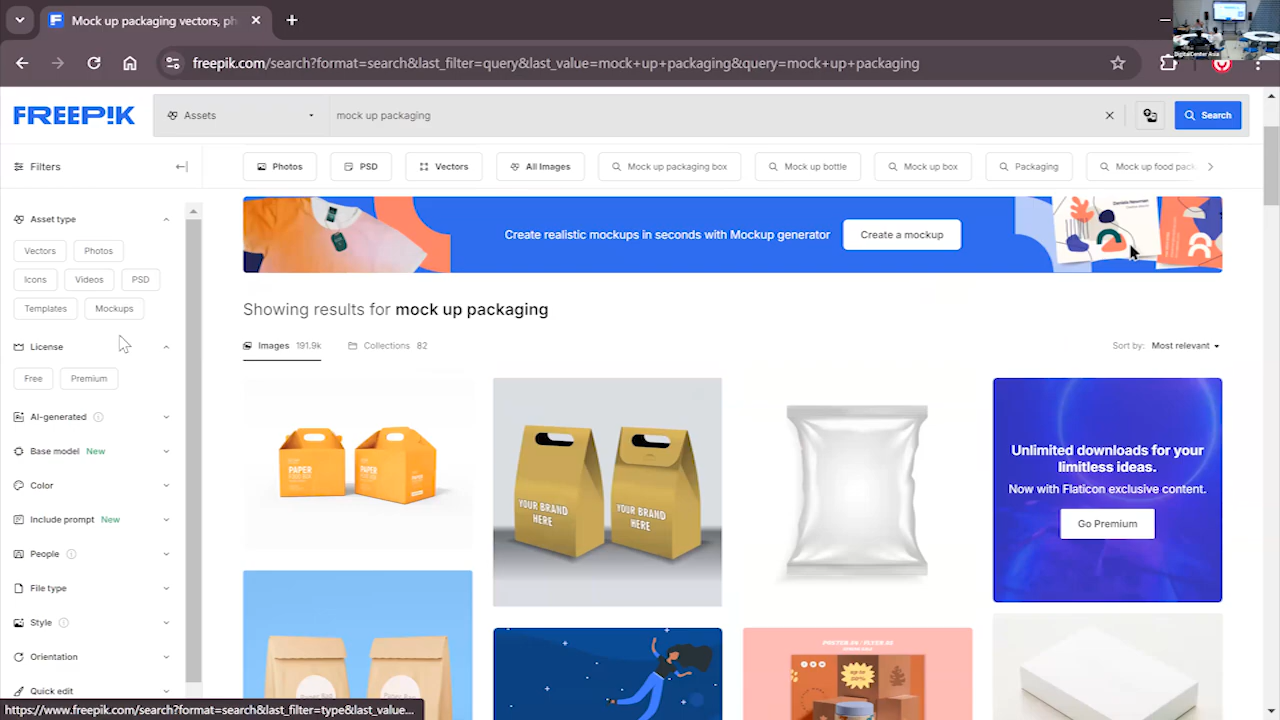 Mock up packaging vectors, ph
freepik.com/search?format=search&last_filter=query&last_value=mock+up+packaging&query=mock+up+packaging
DigitalCenter Asia
FREEPIK
Assets
mock up packaging
Search
Filters
Photos
PSD
Vectors
All Images
Mock up packaging box
Mock up bottle
Mock up box
Packaging
Mock up food pack
Asset type
Vectors
Photos
Icons
Videos
PSD
Templates
Mockups
License
Free
Premium
AI-generated
Base model New
Color
Include prompt New
People
File type
Style
Orientation
Quick edit
Create realistic mockups in seconds with Mockup generator
Create a mockup
Showing results for mock up packaging
Images 191.9k
Collections 82
Sort by: Most relevant
PAPER
PAPER
YOUR BRAND
HERE
YOUR BRAND
HERE
Unlimited downloads for your
limitless ideas.
Now with Flaticon exclusive content.
Go Premium
https://www.freepik.com/search?format=search&last_filter=type&last_value...